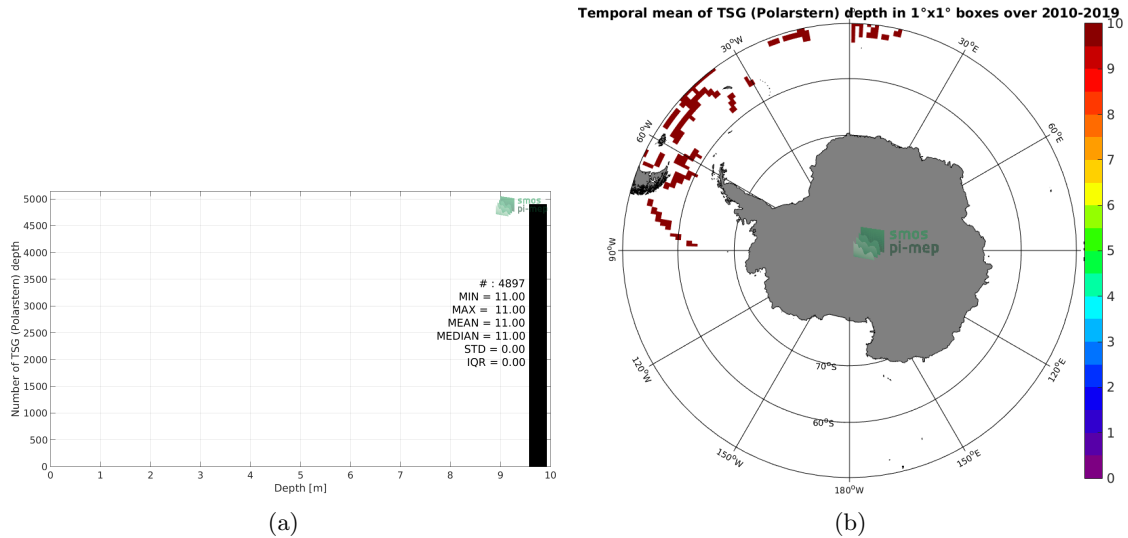 Number of TSG (Polarstern) depth
5000
4500
4000
3500
3000
2500
2000
1500
1000
500
0
0 1 2 3 4 5 6 7 8 9 10
Depth [m]
smos
pi-mep
# : 4897
MIN = 11.00
MAX = 11.00
MEAN = 11.00
MEDIAN = 11.00
STD = 0.00
IQR = 0.00
(a)
Temporal mean of TSG (Polarstern) depth in 1°x1° boxes over 2010-2019
0°W
30°W
30°E
60°W
60°E
90°W
120°W
120°E
150°W
150°E
180°W
70°S
60°S
smos
pi-mep
10
9
8
7
6
5
4
3
2
1
0
(b)